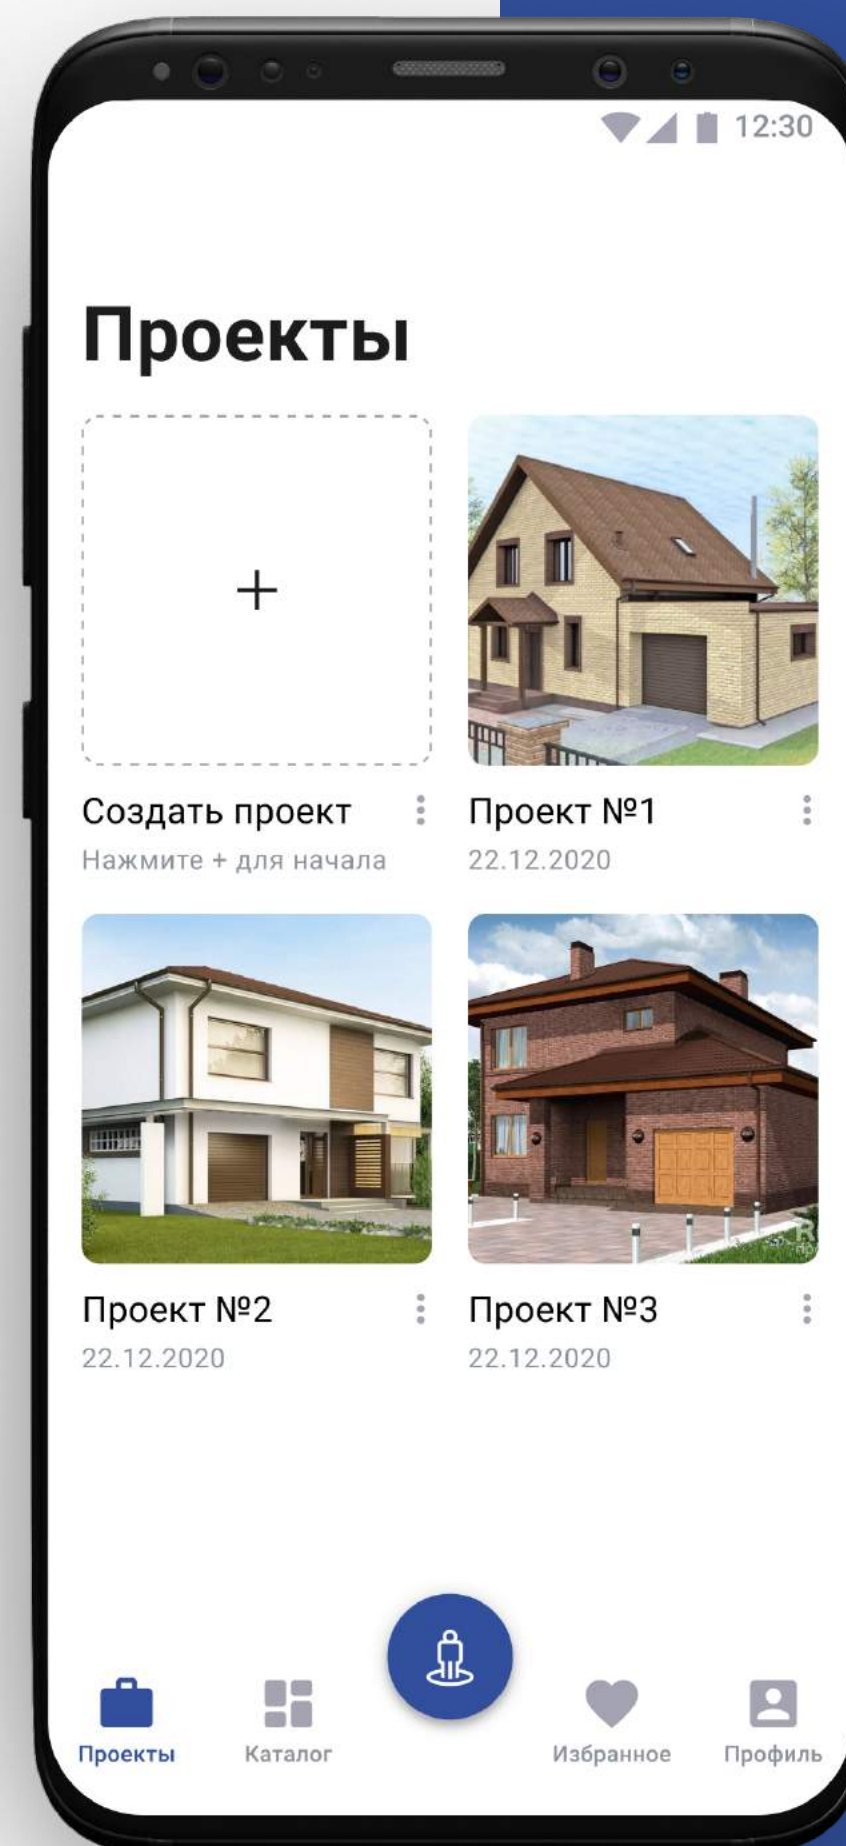 12:30
Проекты
+
Создать проект
Нажмите + для начала
Проект №1
22.12.2020
Проект №2
22.12.2020
Проект №3
22.12.2020
Проекты
Каталог
Избранное
Профиль